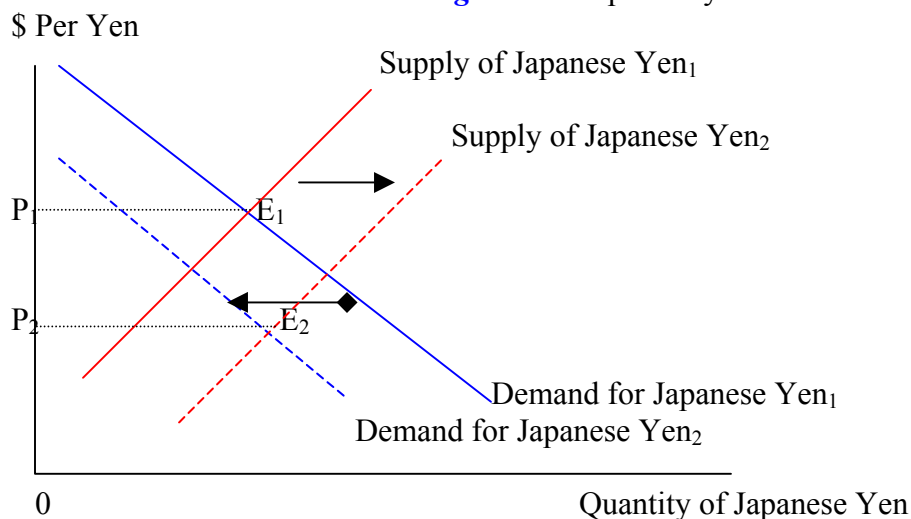 $ Per Yen
Supply of Japanese Yen₁
Supply of Japanese Yen₂
P₁
E₁
P₂
E₂
Demand for Japanese Yen₁
Demand for Japanese Yen₂
0
Quantity of Japanese Yen